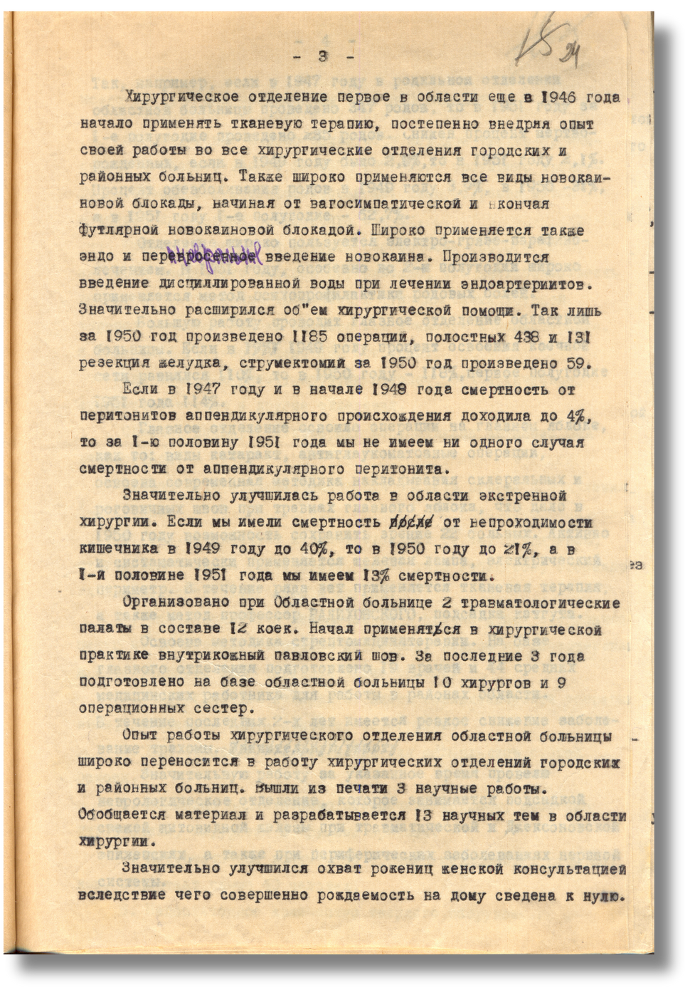 - 3 -
24
Хирургическое отделение первое в области еще в 1946 года
начало применять тканевую терапию, постепенно внедряя опыт
своей работы во все хирургические отделения городских и
районных больниц. Также широко применяются все виды новокаи-
новой блокады, начиная от вагосимпатической и кончая
футлярной новокаиновой блокадой. Широко применяется также
эндо и введение новокаина. Производится
введение дисциллированной воды при лечении эндоартериитов.
Значительно расширился об"ем хирургической помощи. Так лишь
за 1950 год произведено 1185 операции, полостных 438 и 131
резекция желудка, струмектомий за 1950 год произведено 59.
Если в 1947 году и в начале 1948 года смертность от
перитонитов аппендикулярного происхождения доходила до 4%,
то за 1-ю половину 1951 года мы не имеем ни одного случая
смертности от аппендикулярного перитонита.
Значительно улучшилась работа в области экстренной
хирургии. Если мы имели смертность от непроходимости
кишечника в 1949 году до 40%, то в 1950 году до 21%, а в
1-й половине 1951 года мы имеем 13% смертности.
Организовано при Областной больнице 2 травматологические
палаты в составе 12 коек. Начал применятся в хирургической
практике внутрикожный павловский шов. За последние 3 года
подготовлено на базе областной больницы 10 хирургов и 9
операционных сестер.
Опыт работы хирургического отделения областной больницы
широко переносится в работу хирургических отделений городских
и районных больниц. Вышли из печати 3 научные работы.
Обобщается материал и разрабатывается 13 научных тем в области
хирургии.
Значительно улучшился охват рожениц женской консультацией
вследствие чего совершенно рождаемость на дому сведена к нулю.